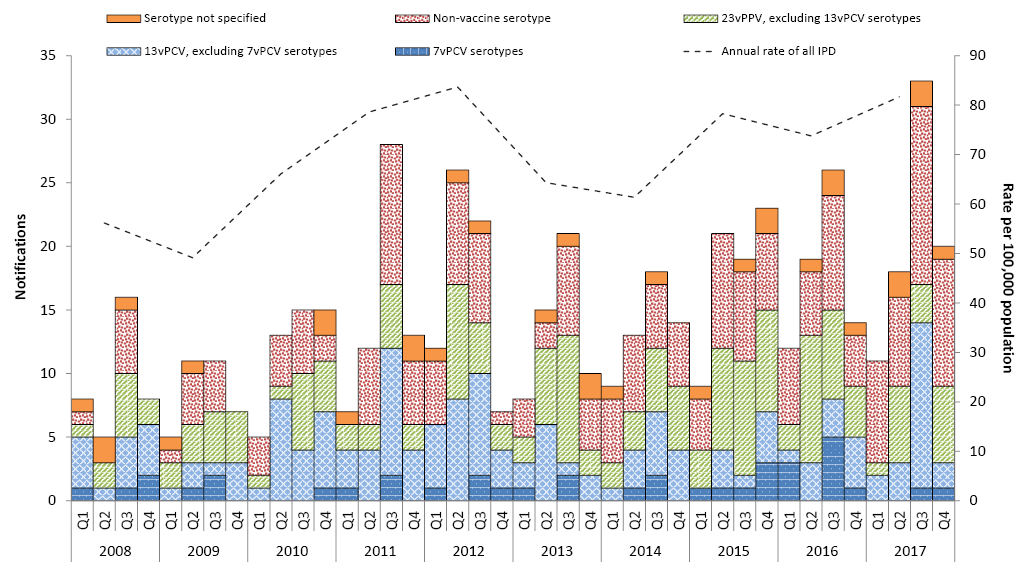 Serotype not specified Non-vaccine serotype 23vPPV, excluding 13vPCV serotypes
13vPCV, excluding 7vPCV serotypes 7vPCV serotypes Annual rate of all IPD
35 90
30 80
25 70
20 60
15 50
10 40
5 30
0 20
10
0
Notifications
Rate per 100,000 population
Q1 Q2 Q3 Q4 Q1 Q2 Q3 Q4 Q1 Q2 Q3 Q4 Q1 Q2 Q3 Q4 Q1 Q2 Q3 Q4 Q1 Q2 Q3 Q4 Q1 Q2 Q3 Q4 Q1 Q2 Q3 Q4 Q1 Q2 Q3 Q4 Q1 Q2 Q3 Q4
2008 2009 2010 2011 2012 2013 2014 2015 2016 2017